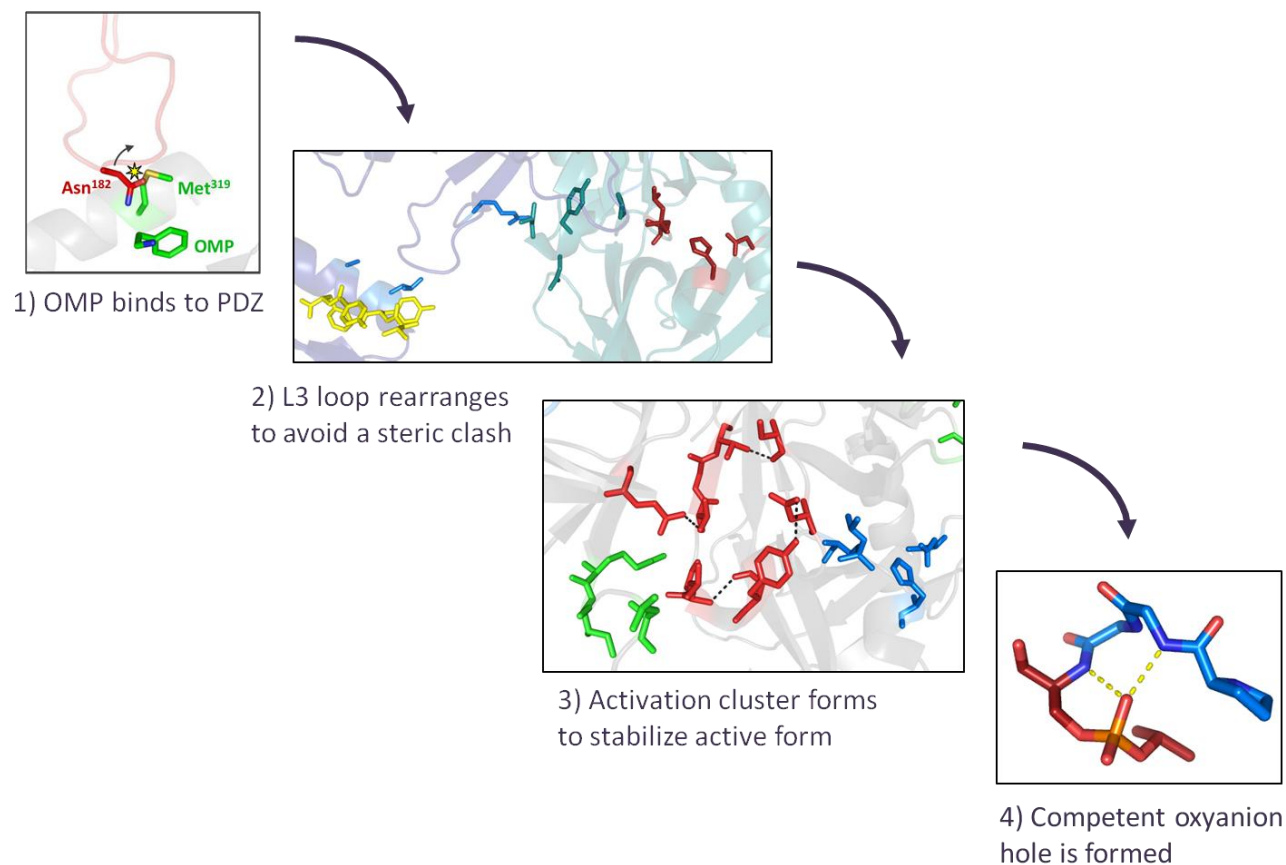 Asn182
Met319
OMP
1) OMP binds to PDZ
2) L3 loop rearranges
to avoid a steric clash
3) Activation cluster forms
to stabilize active form
4) Competent oxyanion
hole is formed